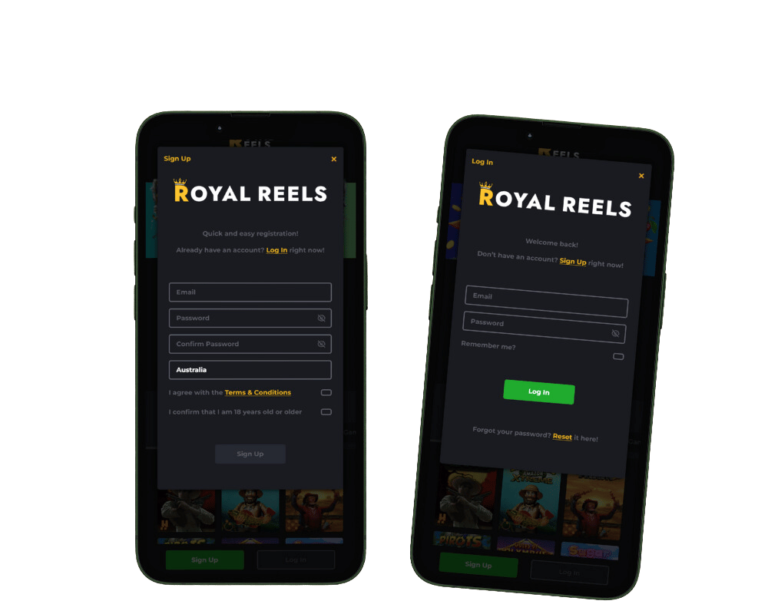 REELS
Sign Up
ROYAL REELS
Quick and easy registration!
Already have an account? Log In right now!
Email
Password
Confirm Password
Australia
I agree with the Terms & Conditions
I confirm that I am 18 years old or older
Sign Up
Sign Up
Log In
REELS
Log In
ROYAL REELS
Welcome back!
Don't have an account? Sign Up right now!
Email
Password
Remember me?
Log In
Forgot your password? Reset it here!
Sign Up
Log In